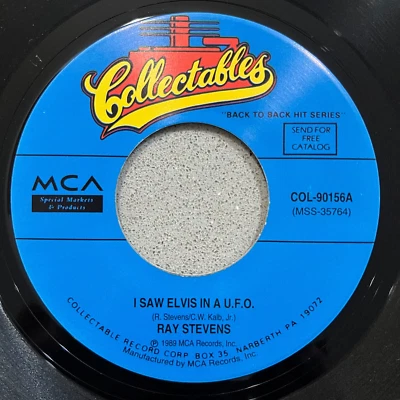 Collectables
"BACK TO BACK HIT SERIES"
SEND FOR
FREE
CATALOG
MCA
Special Markets
& Products
COL-90156A
(MSS-35764)
I SAW ELVIS IN A U.F.O.
(R. Stevens/C.W. Kalb, Jr.)
RAY STEVENS
℗ 1989 MCA Records, Inc.
Manufactured by MCA Records, Inc.
COLLECTABLE RECORD CORP. BOX 35, NARBERTH PA 19072